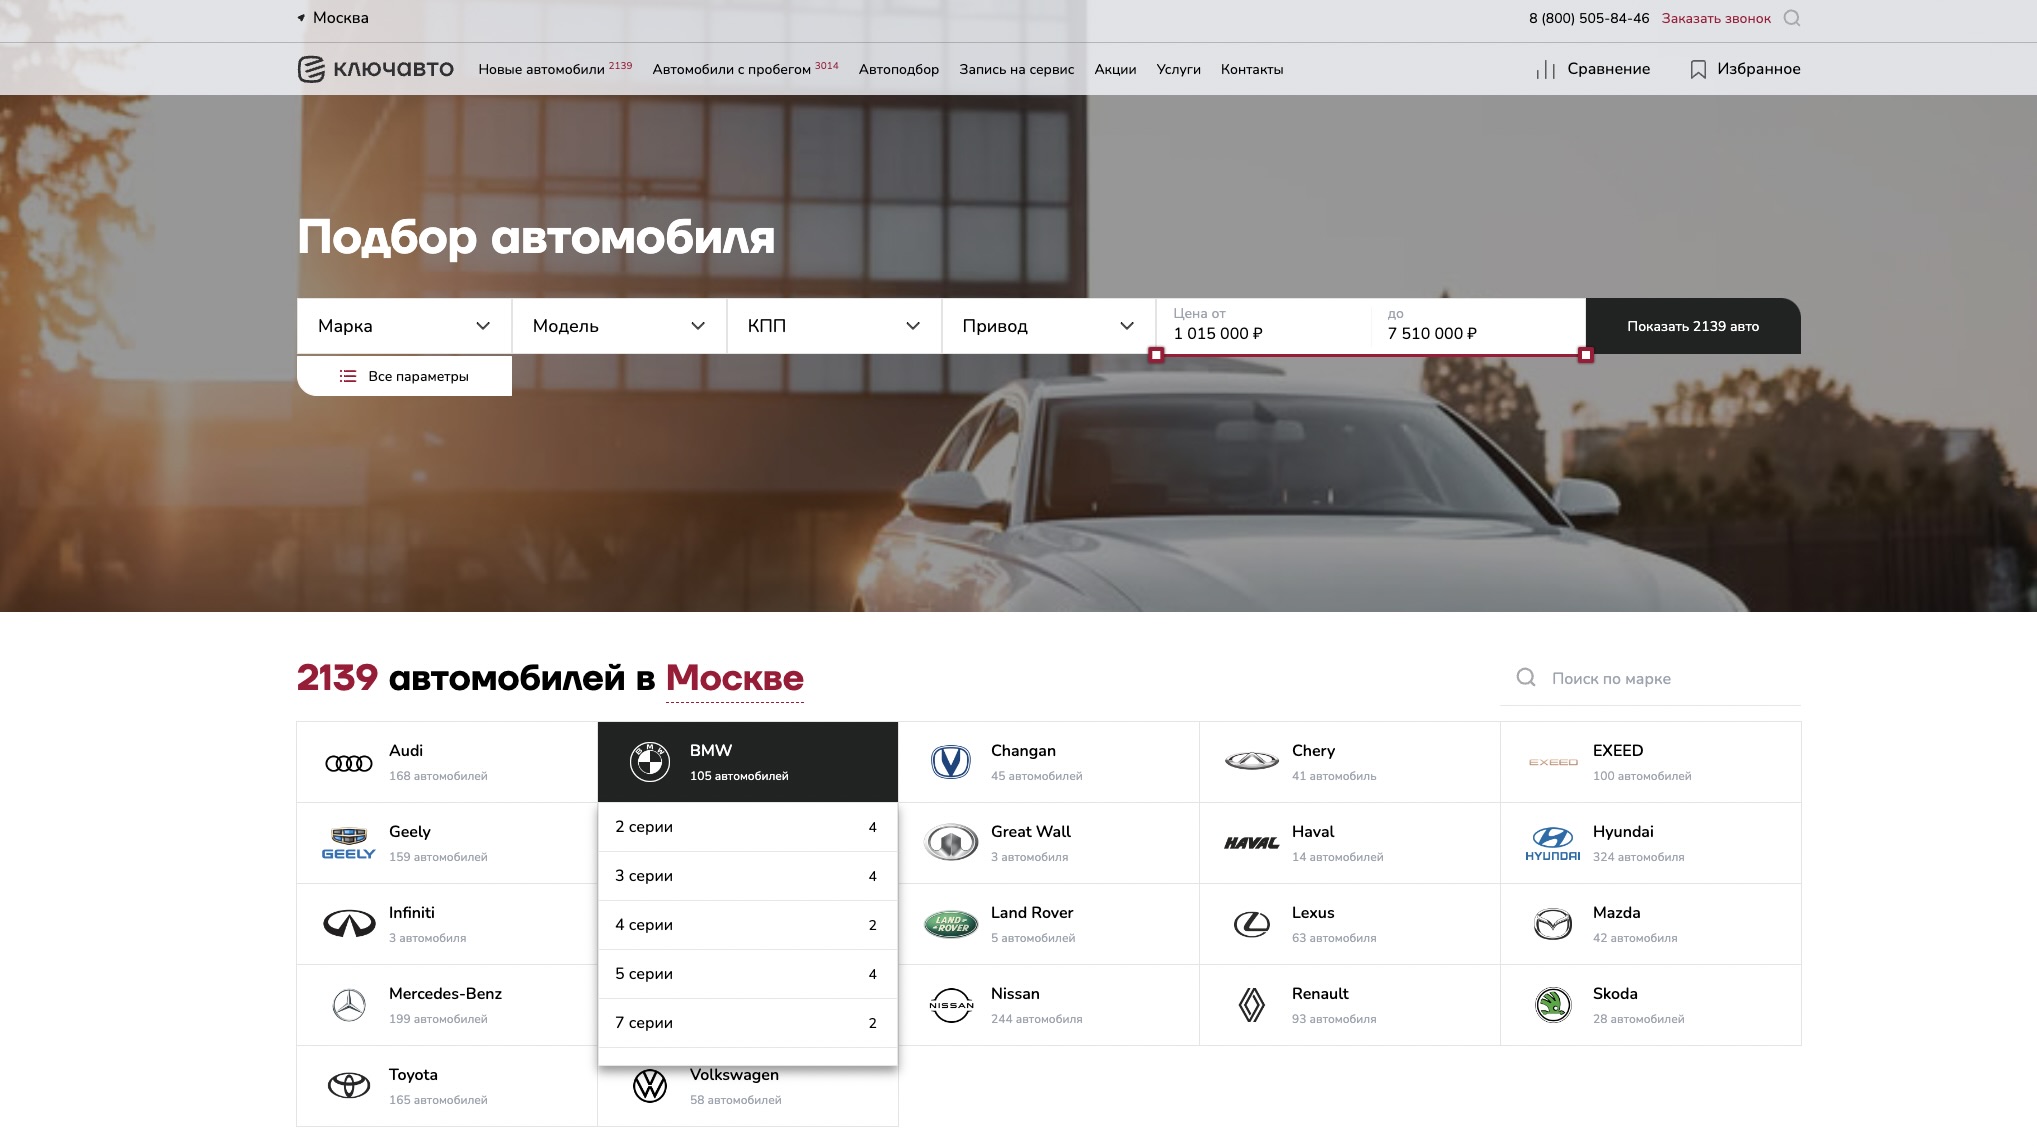 Москва
8 (800) 505-84-46 Заказать звонок
ключавто
Новые автомобили 2139 Автомобили с пробегом 3014 Автоподбор Запись на сервис Акции Услуги Контакты
Сравнение Избранное
Подбор автомобиля
Марка
Модель
КПП
Привод
Цена от
1 015 000 ₽
до
7 510 000 ₽
Показать 2139 авто
Все параметры
2139 автомобилей в Москве
Поиск по марке
Audi
168 автомобилей
BMW
105 автомобилей
Changan
45 автомобилей
Chery
41 автомобиль
EXEED
EXEED
100 автомобилей
GEELY
Geely
159 автомобилей
2 серии 4
3 серии 4
4 серии 2
5 серии 4
7 серии 2
Great Wall
3 автомобиля
HAVAL
Haval
14 автомобилей
HYUNDAI
Hyundai
324 автомобиля
Infiniti
3 автомобиля
LAND ROVER
Land Rover
5 автомобилей
Lexus
63 автомобиля
Mazda
42 автомобиля
Mercedes-Benz
199 автомобилей
NISSAN
Nissan
244 автомобиля
Renault
93 автомобиля
Skoda
28 автомобилей
Toyota
165 автомобилей
Volkswagen
58 автомобилей